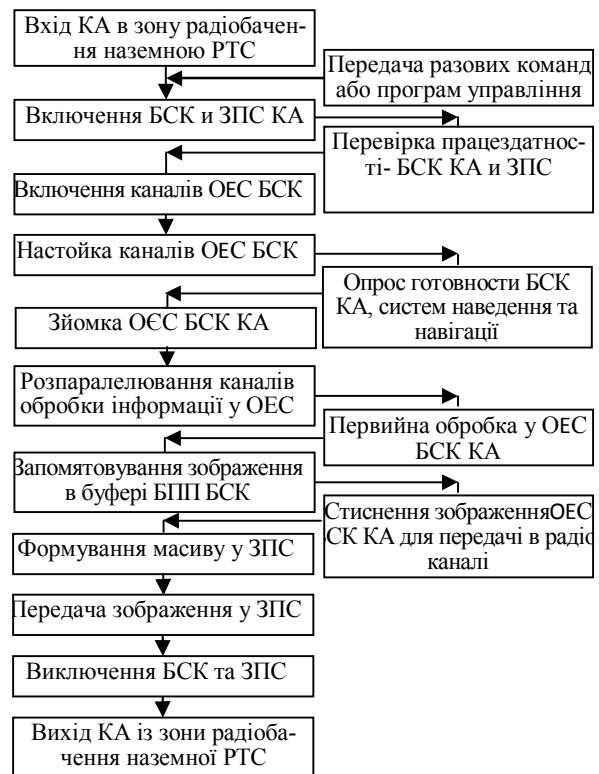 Вхід КА в зону радіобачен-
ня наземною РТС
Передача разових команд
або програм управління
Включення БСК и ЗПС КА
Перевірка працездатнос-
ті- БСК КА и ЗПС
Включення каналів ОЕС БСК
Настойка каналів ОЕС БСК
Опрос готовности БСК
КА, систем наведення та
навігації
Зйомка ОЄС БСК КА
Розпаралелювання каналів
обробки інформації у ОЕС
Первийна обробка у ОЕС
БСК КА
Запомятовування зображення
в буфері БПП БСК
Стиснення зображенняОЕС
БСК КА для передачі в радіо
каналі
Формування масиву у ЗПС
Передача зображення у ЗПС
Виключення БСК та ЗПС
Вихід КА із зони радіоба-
чення наземної РТС